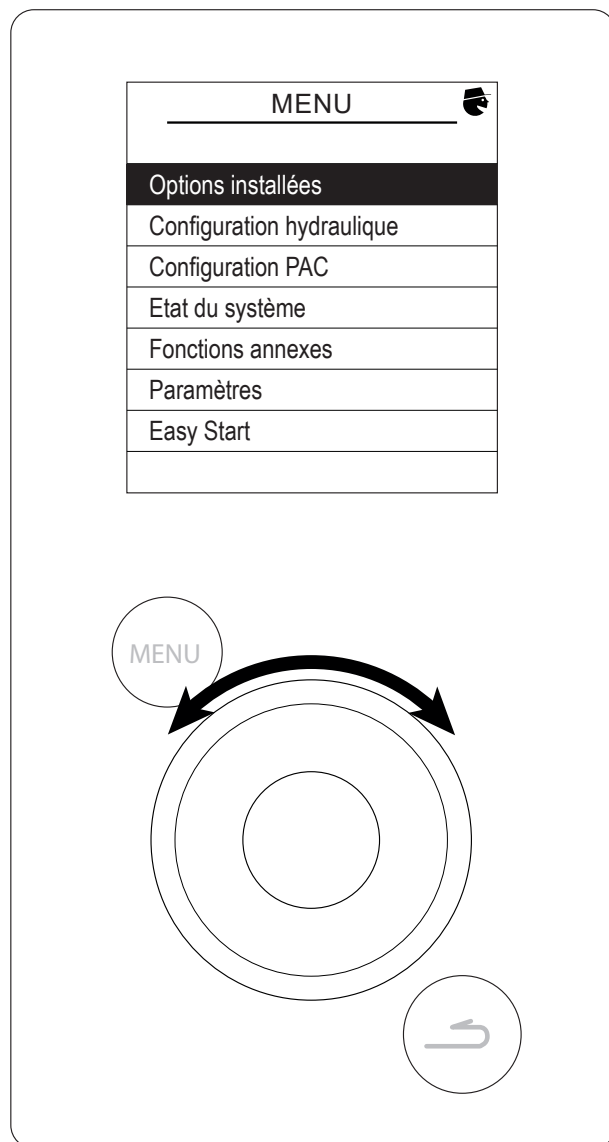 MENU
Options installées
Configuration hydraulique
Configuration PAC
Etat du système
Fonctions annexes
Paramètres
Easy Start
MENU